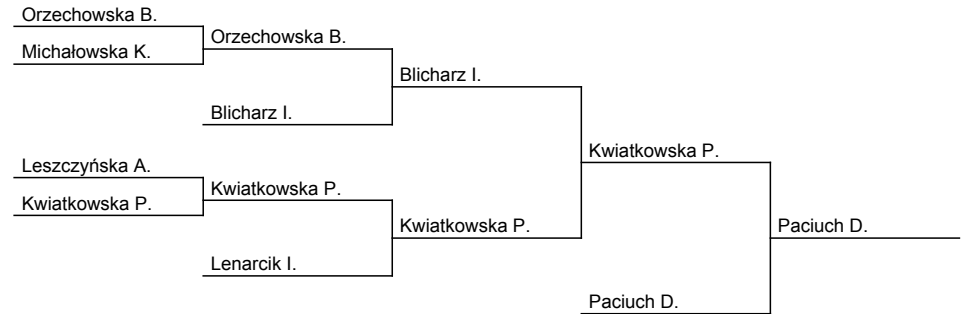 Orzechowska B.
Michałowska K.
Orzechowska B.
Blicharz I.
Blicharz I.
Leszczyńska A.
Kwiatkowska P.
Kwiatkowska P.
Lenarcik I.
Kwiatkowska P.
Kwiatkowska P.
Paciuch D.
Paciuch D.